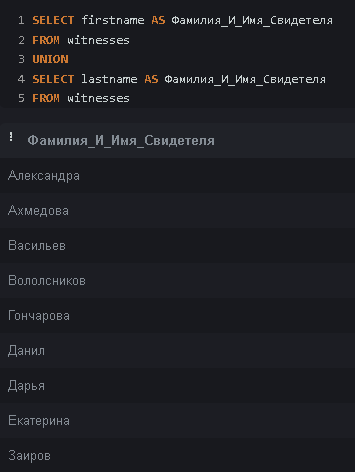 1 SELECT firstname AS Фамилия_И_Имя_Свидетеля
2 FROM witnesses
3 UNION
4 SELECT lastname AS Фамилия_И_Имя_Свидетеля
5 FROM witnesses
! Фамилия_И_Имя_Свидетеля
Александра
Ахмедова
Васильев
Вололсников
Гончарова
Данил
Дарья
Екатерина
Заиров